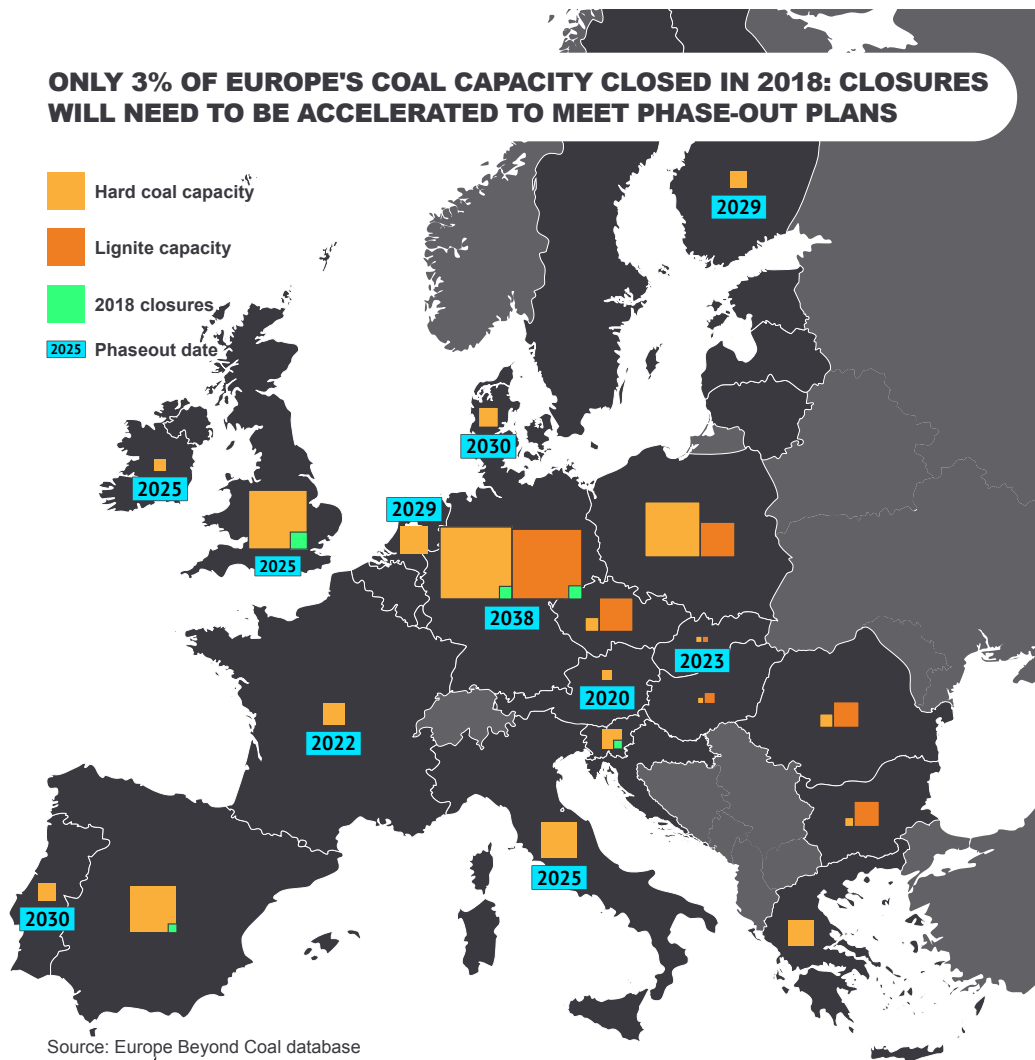 ONLY 3% OF EUROPE'S COAL CAPACITY CLOSED IN 2018: CLOSURES
WILL NEED TO BE ACCELERATED TO MEET PHASE-OUT PLANS
Hard coal capacity
Lignite capacity
2018 closures
2025 Phaseout date
2029
2030
2025
2029
2025
2038
2023
2020
2022
2025
2030
Source: Europe Beyond Coal database